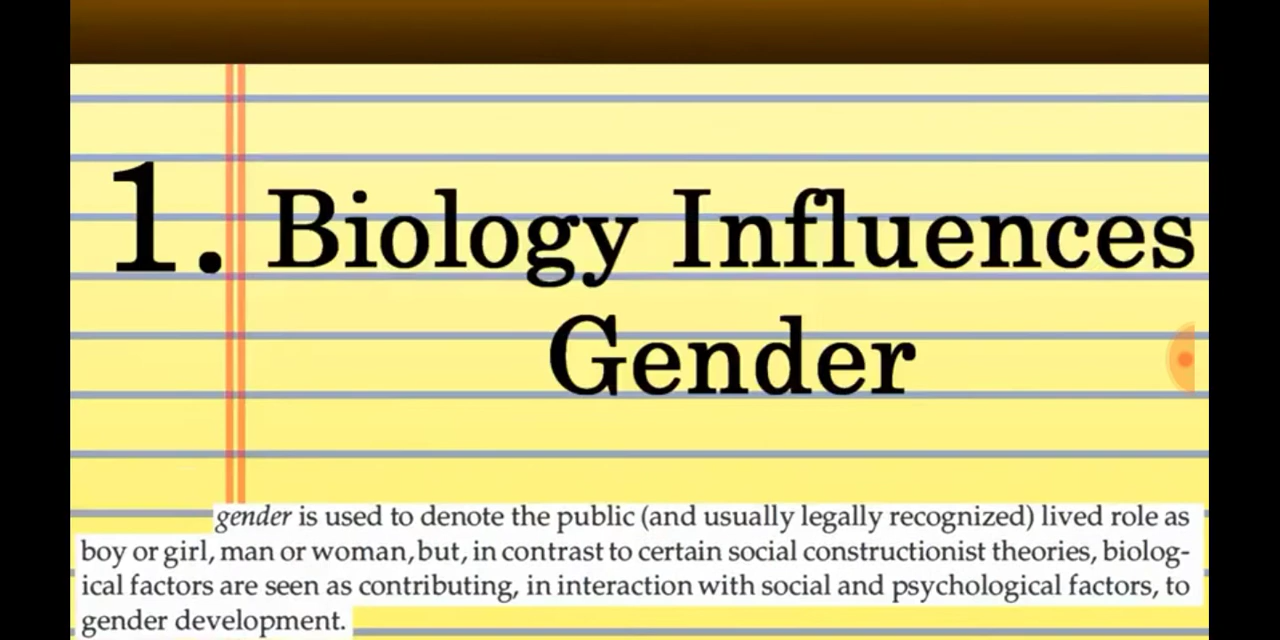 1. Biology Influences
Gender
gender is used to denote the public (and usually legally recognized) lived role as
boy or girl, man or woman, but, in contrast to certain social constructionist theories, biolog-
ical factors are seen as contributing, in interaction with social and psychological factors, to
gender development.